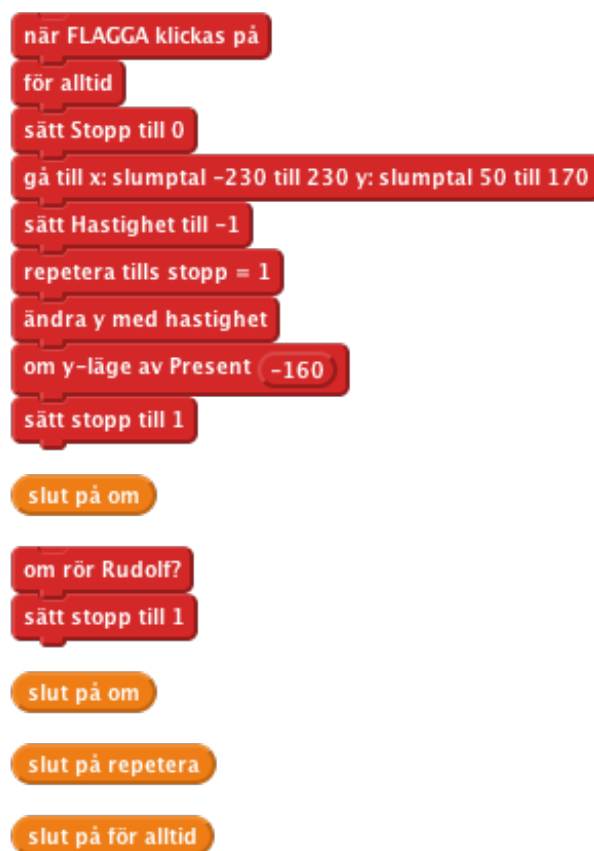 när FLAGGA klickas på
för alltid
sätt Stopp till 0
gå till x: slumptal -230 till 230 y: slumptal 50 till 170
sätt Hastighet till -1
repetera tills stopp = 1
ändra y med hastighet
om y-läge av Present -160
sätt stopp till 1
slut på om
om rör Rudolf?
sätt stopp till 1
slut på om
slut på repetera
slut på för alltid